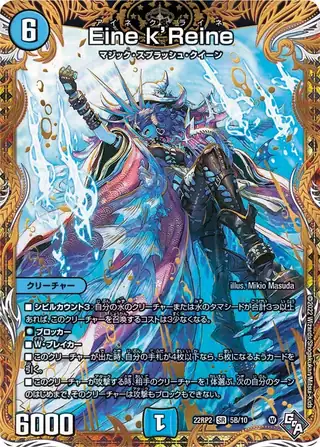 6
アイネクライネ
Eine k'Reine
マジック・スプラッシュ・クイーン
クリーチャー
illus. Mikio Masuda
■シビルカウント3：自分の水のクリーチャーまたは水のタマシードが合計3つ以上
あれば、このクリーチャーを召喚するコストは3少なくなる。
■ブロッカー
■W・ブレイカー
■このクリーチャーが出た時、自分の手札が4枚以下なら、5枚になるようカードを
引く。
■このクリーチャーが攻撃する時、相手のクリーチャーを1体選ぶ。次の自分のターン
のはじめまで、そのクリーチャーは攻撃もブロックもできない。
6000
1
22RP2 SR 5B/10
W